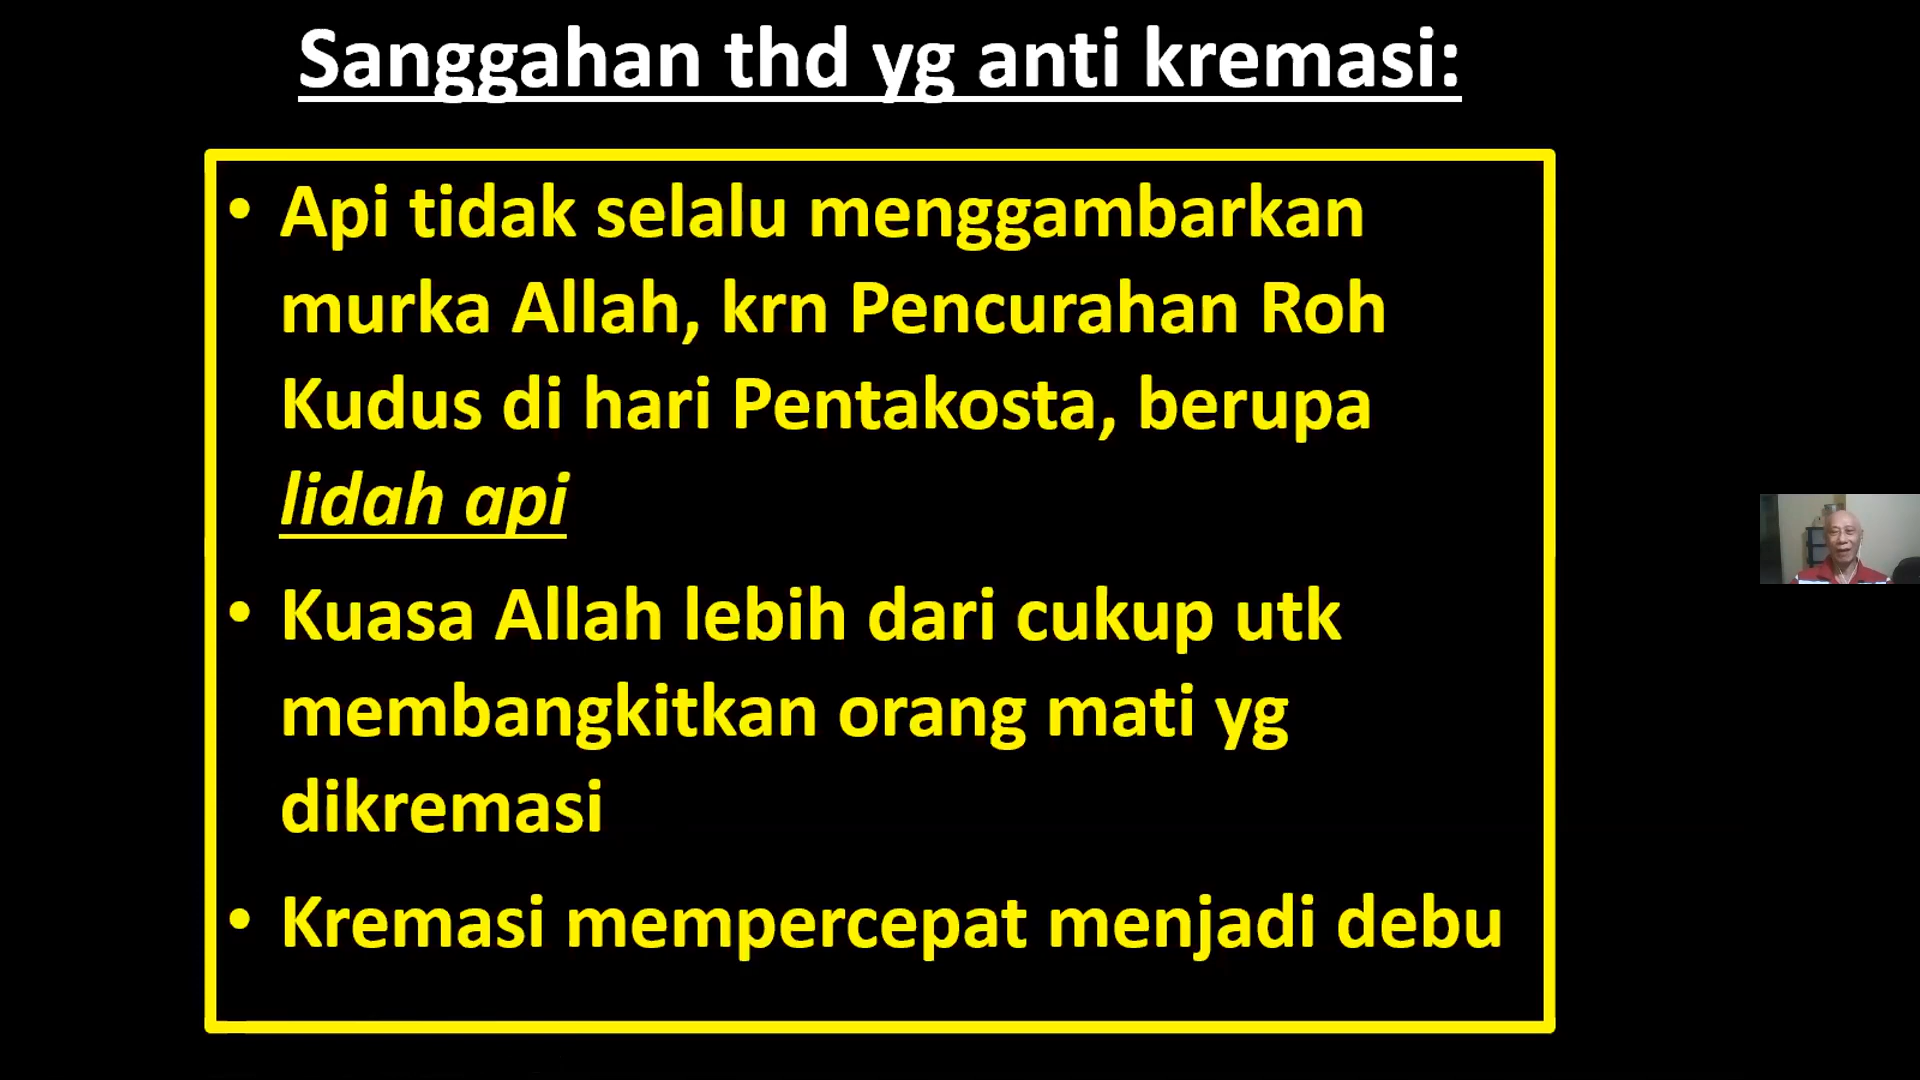 Sanggahan thd yg anti kremasi:
• Api tidak selalu menggambarkan
murka Allah, krn Pencurahan Roh
Kudus di hari Pentakosta, berupa
lidah api
• Kuasa Allah lebih dari cukup utk
membangkitkan orang mati yg
dikremasi
• Kremasi mempercepat menjadi debu